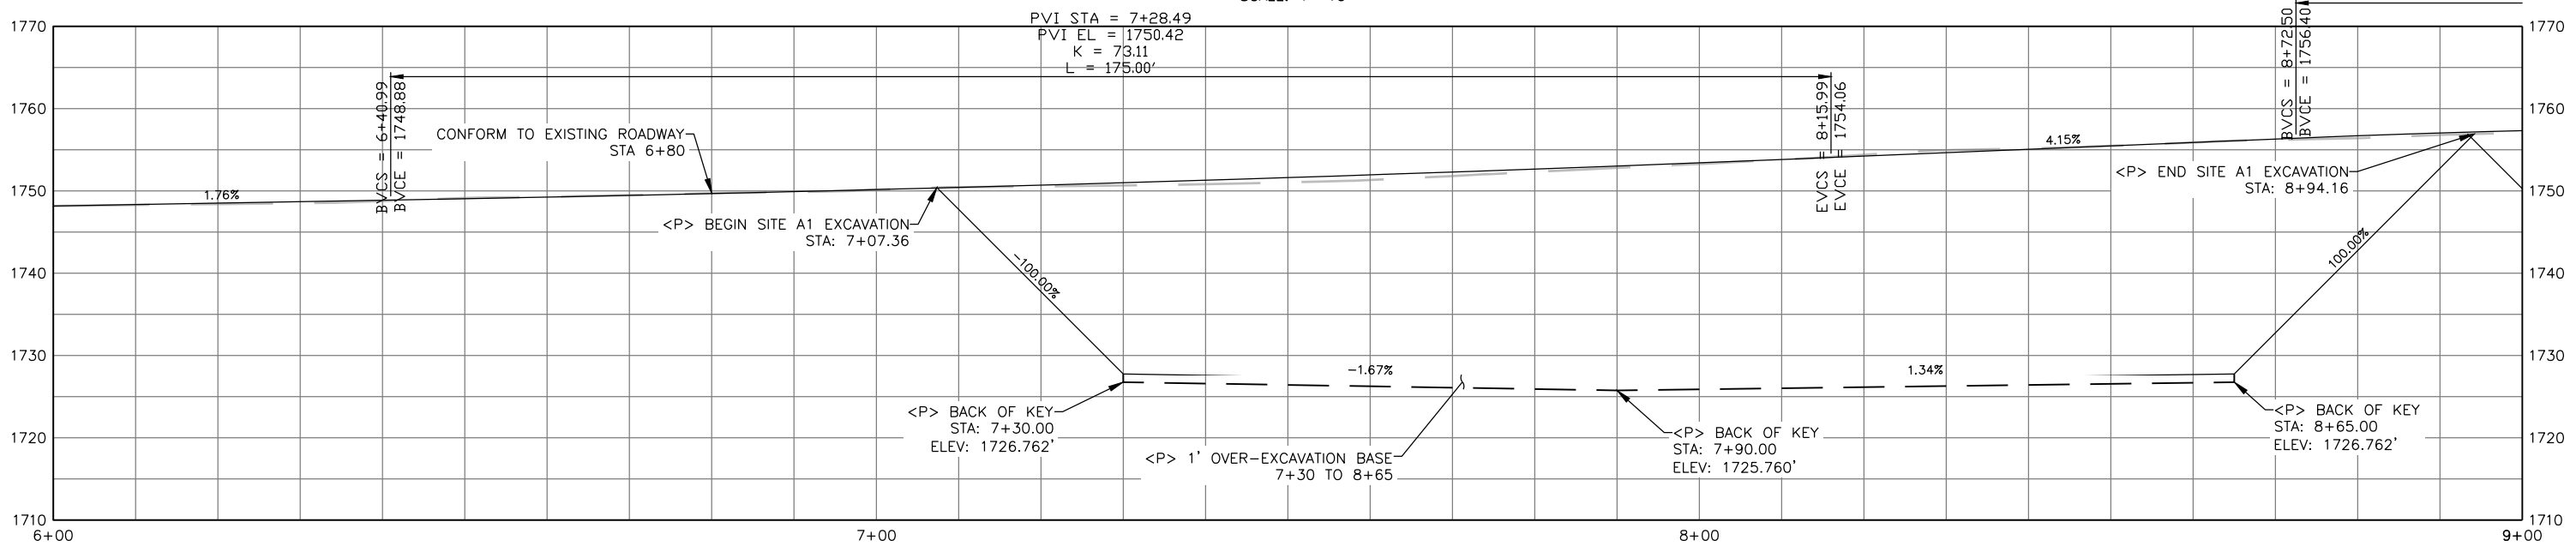 PVI STA = 7+28.49
PVI EL = 1750.42
K = 73.11
L = 175.00'
1770
1770
BVCS = 6+40.99
BVCE = 1748.88
EVCS = 8+15.99
EVCE = 1754.06
BVCS = 8+72.50
BVCE = 1756.40
1760
1760
CONFORM TO EXISTING ROADWAY
STA 6+80
4.15%
<P> END SITE A1 EXCAVATION
STA: 8+94.16
1750
1750
1.76%
<P> BEGIN SITE A1 EXCAVATION
STA: 7+07.36
1740
1740
-100.00%
100.00%
1730
1730
-1.67%
1.34%
<P> BACK OF KEY
STA: 7+30.00
ELEV: 1726.762'
<P> BACK OF KEY
STA: 8+65.00
ELEV: 1726.762'
1720
1720
<P> BACK OF KEY
STA: 7+90.00
ELEV: 1725.760'
<P> 1' OVER-EXCAVATION BASE
7+30 TO 8+65
1710
1710
6+00
7+00
8+00
9+00